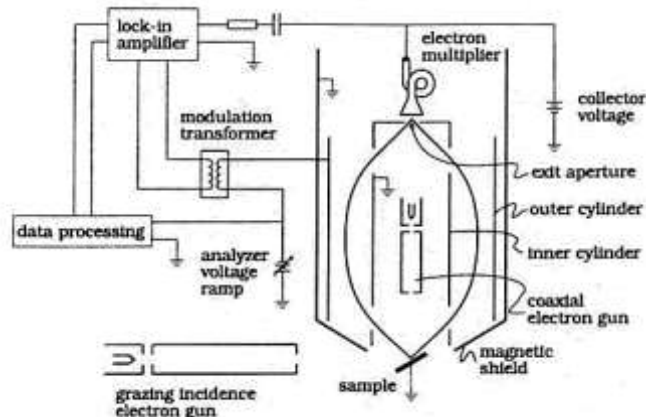 lock-in
amplifier
electron
multiplier
modulation
transformer
collector
voltage
exit aperture
outer cylinder
data processing
inner cylinder
analyzer
voltage
ramp
coaxial
electron gun
magnetic
shield
sample
grazing incidence
electron gun